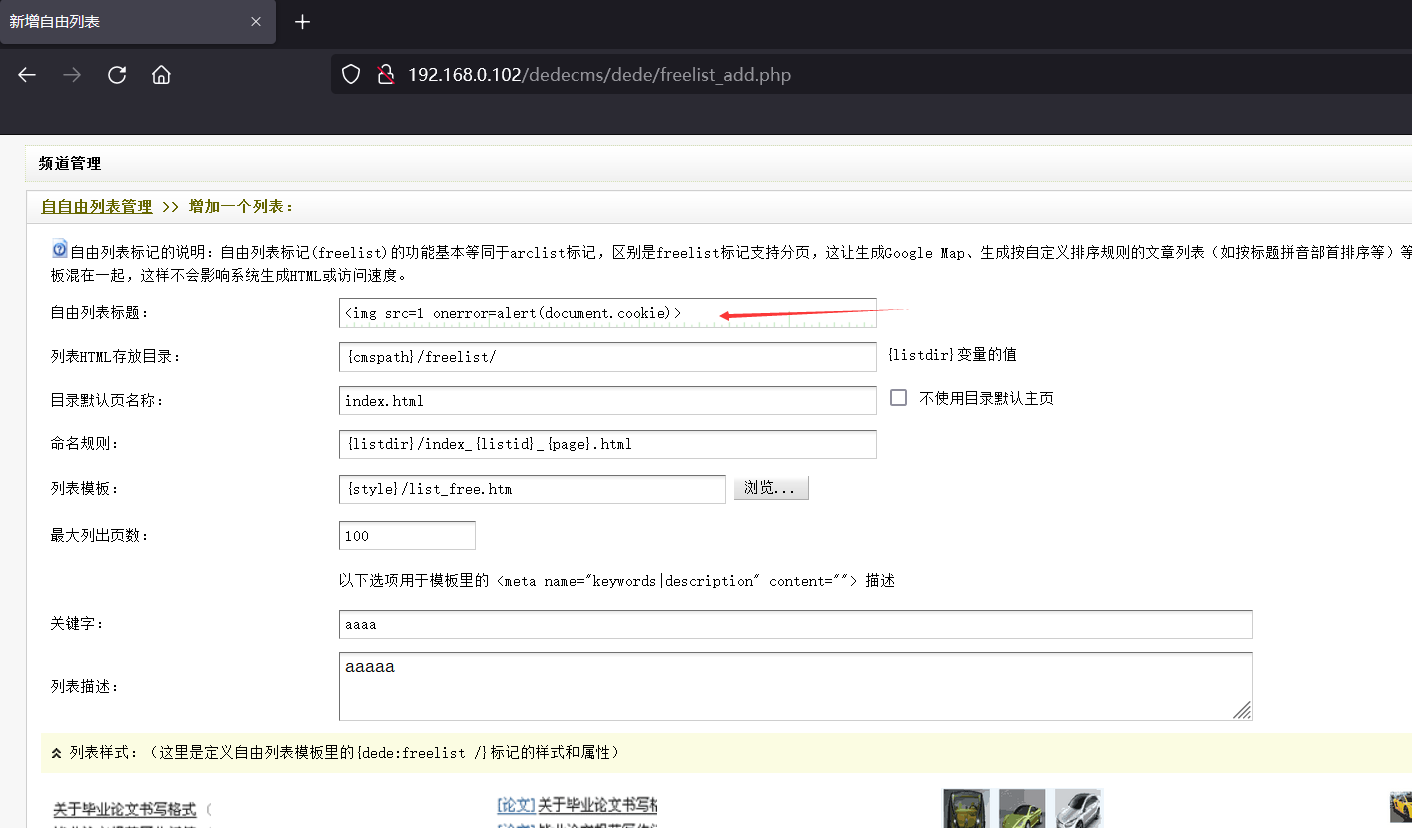 新增自由列表
192.168.0.102/dedecms/dede/freelist_add.php
频道管理
自自由列表管理 >> 增加一个列表：
自由列表标记的说明：自由列表标记(freelist)的功能基本等同于arclist标记，区别是freelist标记支持分页，这让生成Google Map、生成按自定义排序规则的文章列表（如按标题拼音部首排序等）等
板混在一起，这样不会影响系统生成HTML或访问速度。
自由列表标题： <img src=1 onerror=alert(document.cookie)>
列表HTML存放目录： {cmspath}/freelist/ {listdir}变量的值
目录默认页名称： index.html 不使用目录默认主页
命名规则： {listdir}/index_{listid}_{page}.html
列表模板： {style}/list_free.htm 浏览...
最大列出页数： 100
以下选项用于模板里的 <meta name="keywords|description" content=""> 描述
关键字： aaaa
列表描述： aaaaa
列表样式：（这里是定义自由列表模板里的{dede:freelist /}标记的样式和属性）
关于毕业论文书写格式 （ [论文]关于毕业论文书写格